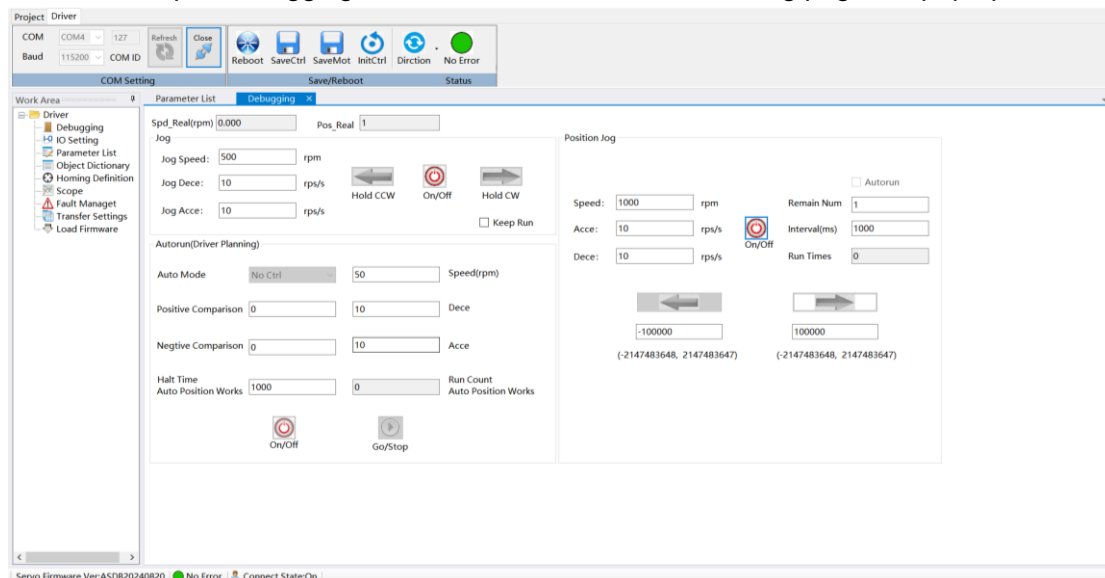 Project Driver
COM COM4 127 Refresh Close
Baud 115200 COM ID
Reboot SaveCtrl SaveMot InitCtrl Dirction No Error
COM Setting Save/Reboot Status
Work Area
Parameter List Debugging
Driver
Debugging
IO Setting
Parameter List
Object Dictionary
Homing Definition
Scope
Fault Managet
Transfer Settings
Load Firmware
Spd_Real(rpm) 0.000 Pos_Real 1
Jog
Jog Speed: 500 rpm
Jog Dece: 10 rps/s
Jog Acce: 10 rps/s
Hold CCW On/Off Hold CW
Keep Run
Autorun(Driver Planning)
Auto Mode No Ctrl 50 Speed(rpm)
Positive Comparison 0 10 Dece
Negtive Comparison 0 10 Acce
Halt Time
Auto Position Works 1000 0 Run Count
Auto Position Works
On/Off Go/Stop
Position Jog
Autorun
Speed: 1000 rpm Remain Num 1
Acce: 10 rps/s On/Off Interval(ms) 1000
Dece: 10 rps/s Run Times 0
-100000 100000
(-2147483648, 2147483647) (-2147483648, 2147483647)
Servo Firmware Ver:ASDB20240820 No Error Connect State:On